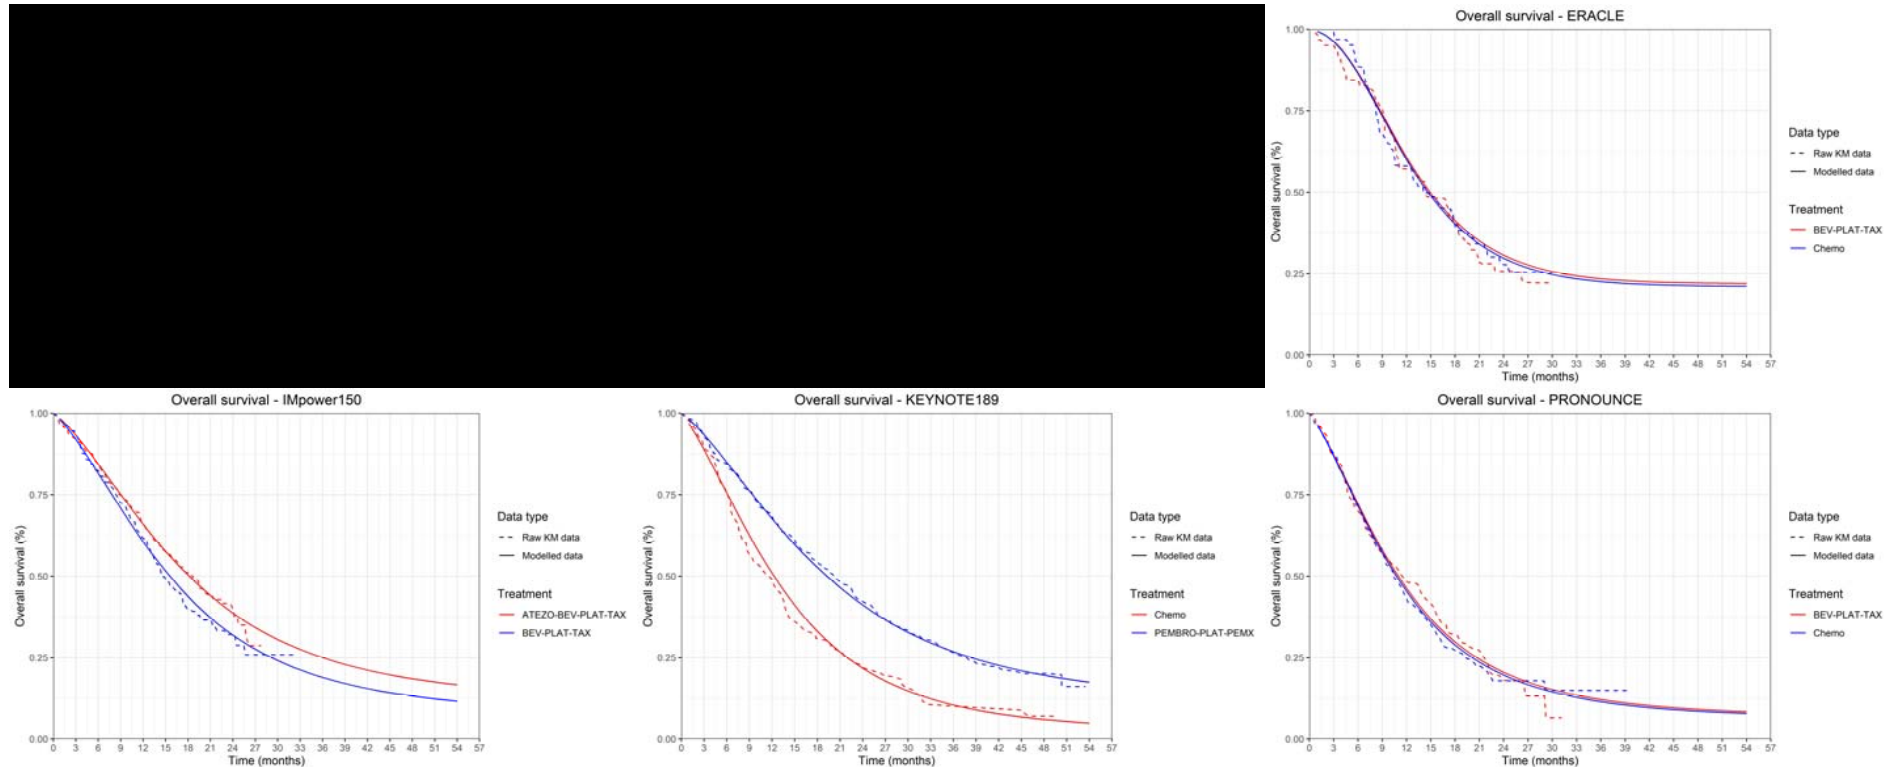 Overall survival - ERACLE
Overall survival (%)
1.00
0.75
0.50
0.25
0.00
0 3 6 9 12 15 18 21 24 27 30 33 36 39 42 45 48 51 54 57
Time (months)
Data type
Raw KM data
Modelled data
Treatment
BEV-PLAT-TAX
Chemo
Overall survival - IMpower150
Overall survival (%)
1.00
0.75
0.50
0.25
0.00
0 3 6 9 12 15 18 21 24 27 30 33 36 39 42 45 48 51 54 57
Time (months)
Data type
Raw KM data
Modelled data
Treatment
ATEZO-BEV-PLAT-TAX
BEV-PLAT-TAX
Overall survival - KEYNOTE189
Overall survival (%)
1.00
0.75
0.50
0.25
0.00
0 3 6 9 12 15 18 21 24 27 30 33 36 39 42 45 48 51 54 57
Time (months)
Data type
Raw KM data
Modelled data
Treatment
Chemo
PEMBRO-PLAT-PEMX
Overall survival - PRONOUNCE
Overall survival (%)
1.00
0.75
0.50
0.25
0.00
0 3 6 9 12 15 18 21 24 27 30 33 36 39 42 45 48 51 54 57
Time (months)
Data type
Raw KM data
Modelled data
Treatment
BEV-PLAT-TAX
Chemo